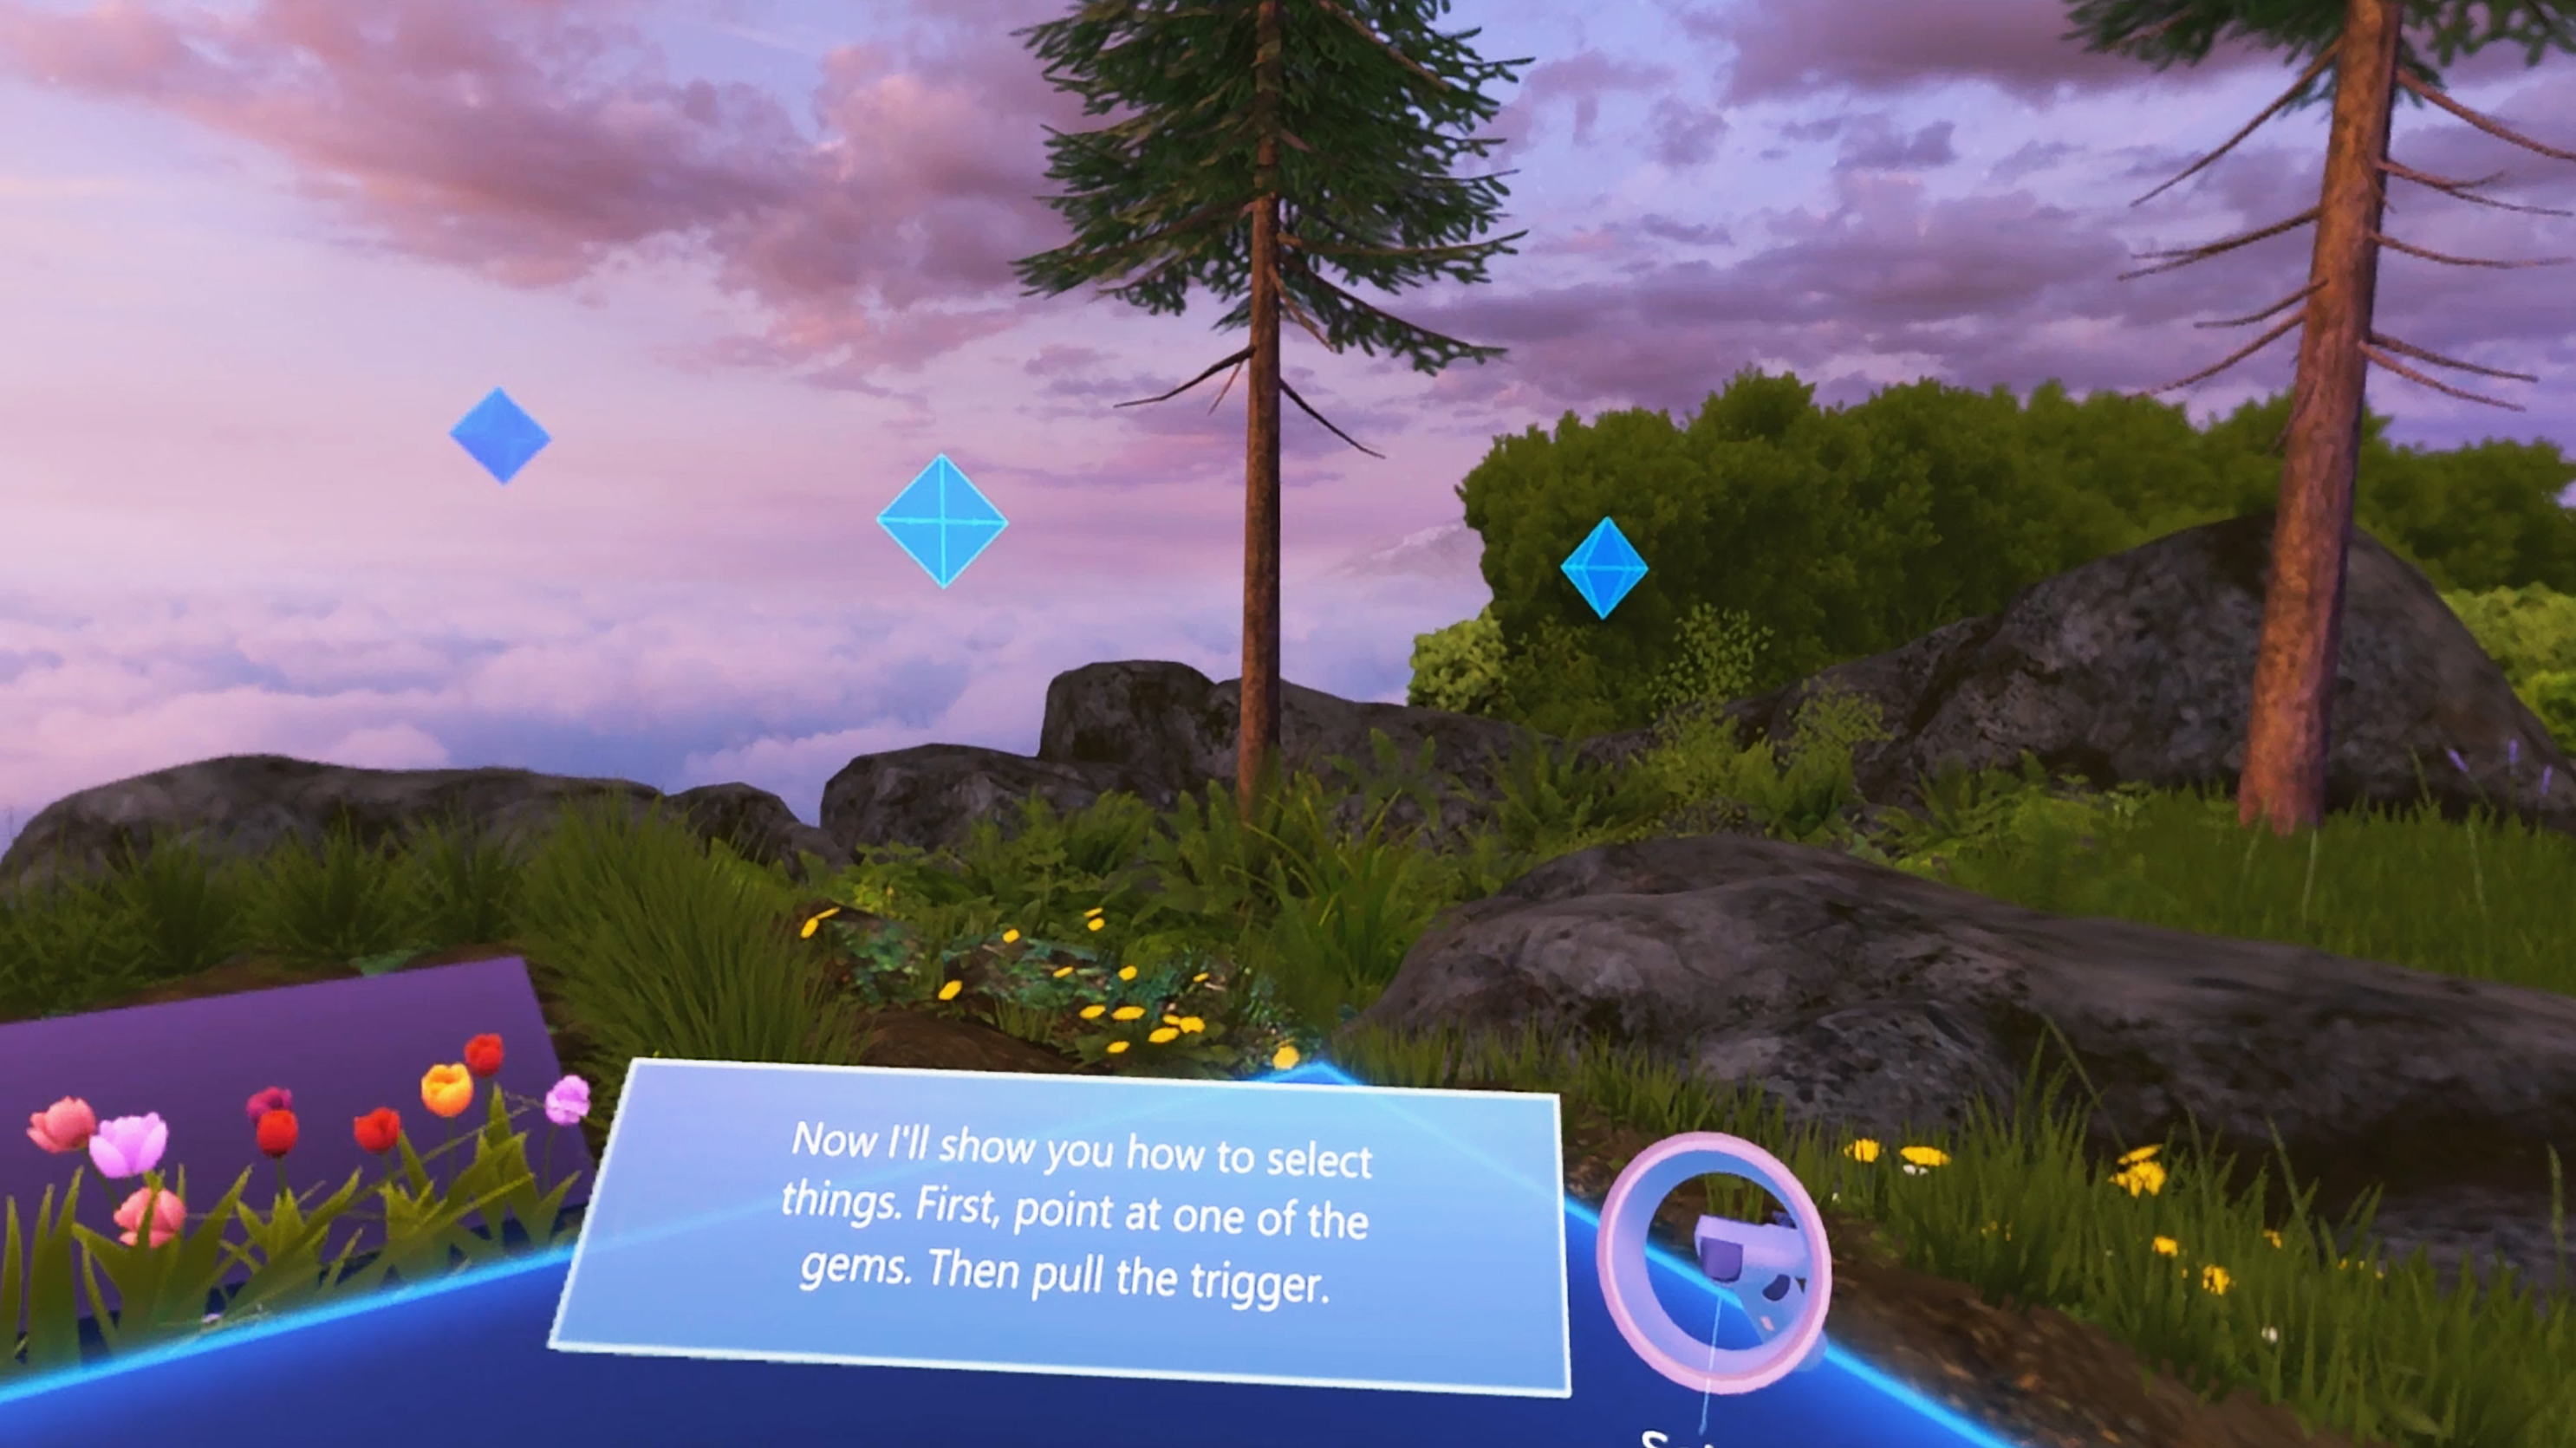 Now I'll show you how to select
things. First, point at one of the
gems. Then pull the trigger.